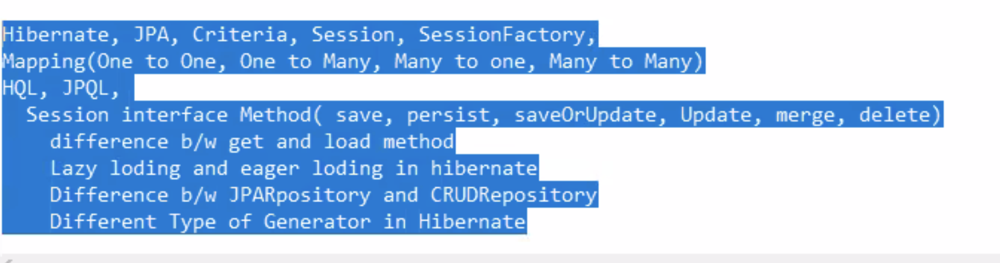 Hibernate, JPA, Criteria, Session, SessionFactory,
Mapping(One to One, One to Many, Many to one, Many to Many)
HQL, JPQL,
Session interface Method( save, persist, saveOrUpdate, Update, merge, delete)
difference b/w get and load method
Lazy loding and eager loding in hibernate
Difference b/w JPARpository and CRUDRepository
Different Type of Generator in Hibernate